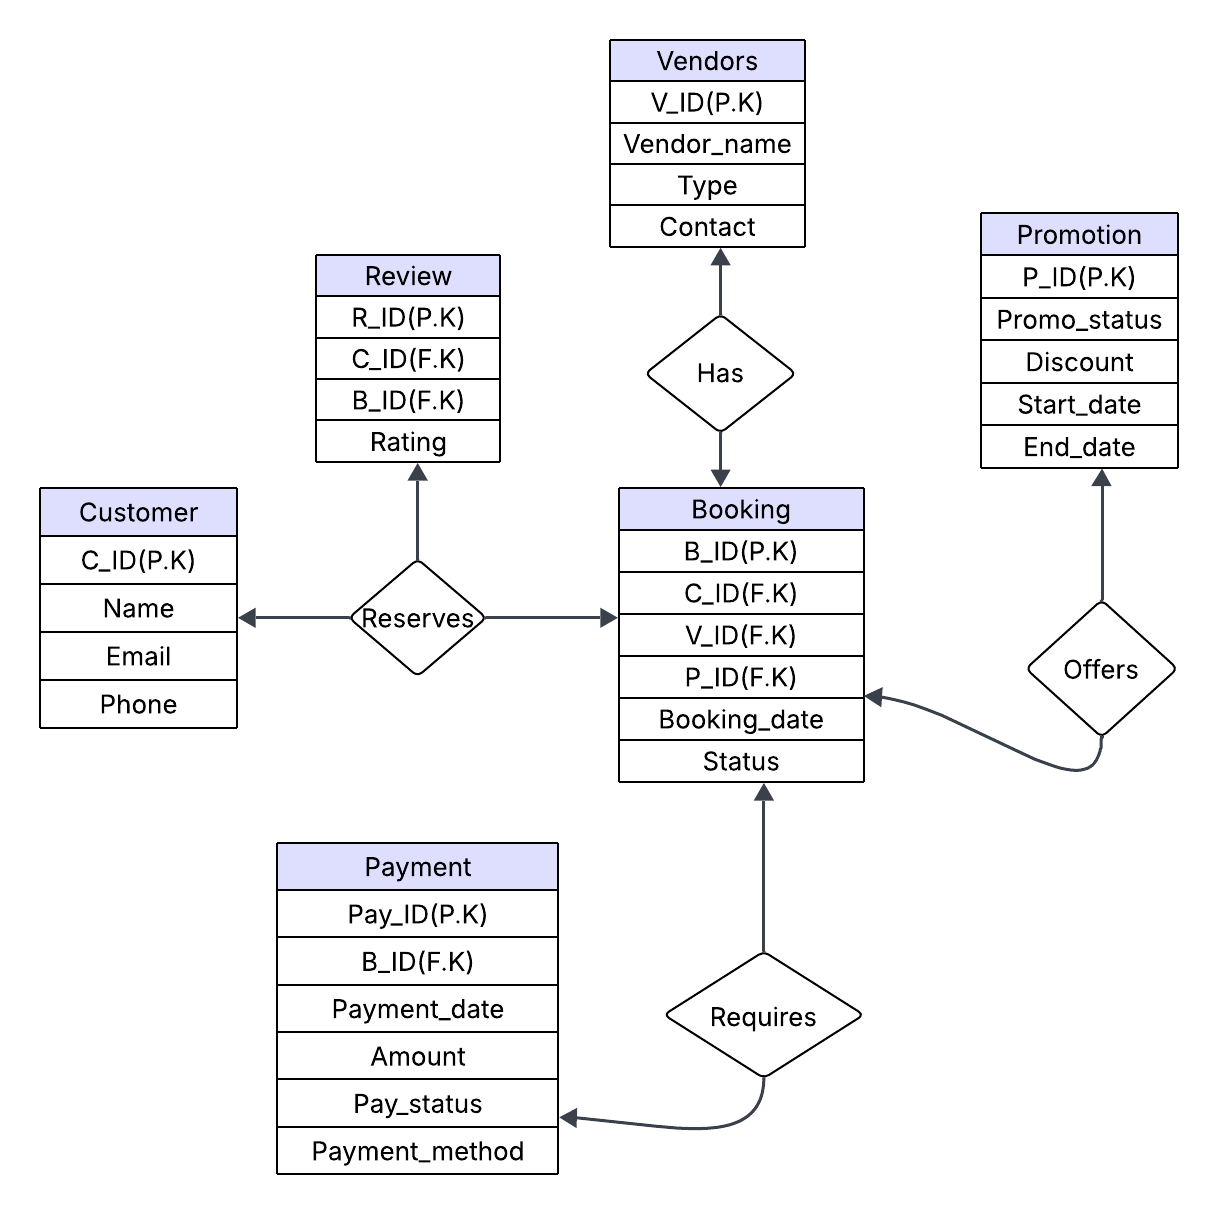 Vendors
V_ID(P.K)
Vendor_name
Type
Contact
Promotion
P_ID(P.K)
Promo_status
Discount
Start_date
End_date
Review
R_ID(P.K)
C_ID(F.K)
B_ID(F.K)
Rating
Has
Customer
C_ID(P.K)
Name
Email
Phone
Reserves
Booking
B_ID(P.K)
C_ID(F.K)
V_ID(F.K)
P_ID(F.K)
Booking_date
Status
Offers
Payment
Pay_ID(P.K)
B_ID(F.K)
Payment_date
Amount
Pay_status
Payment_method
Requires